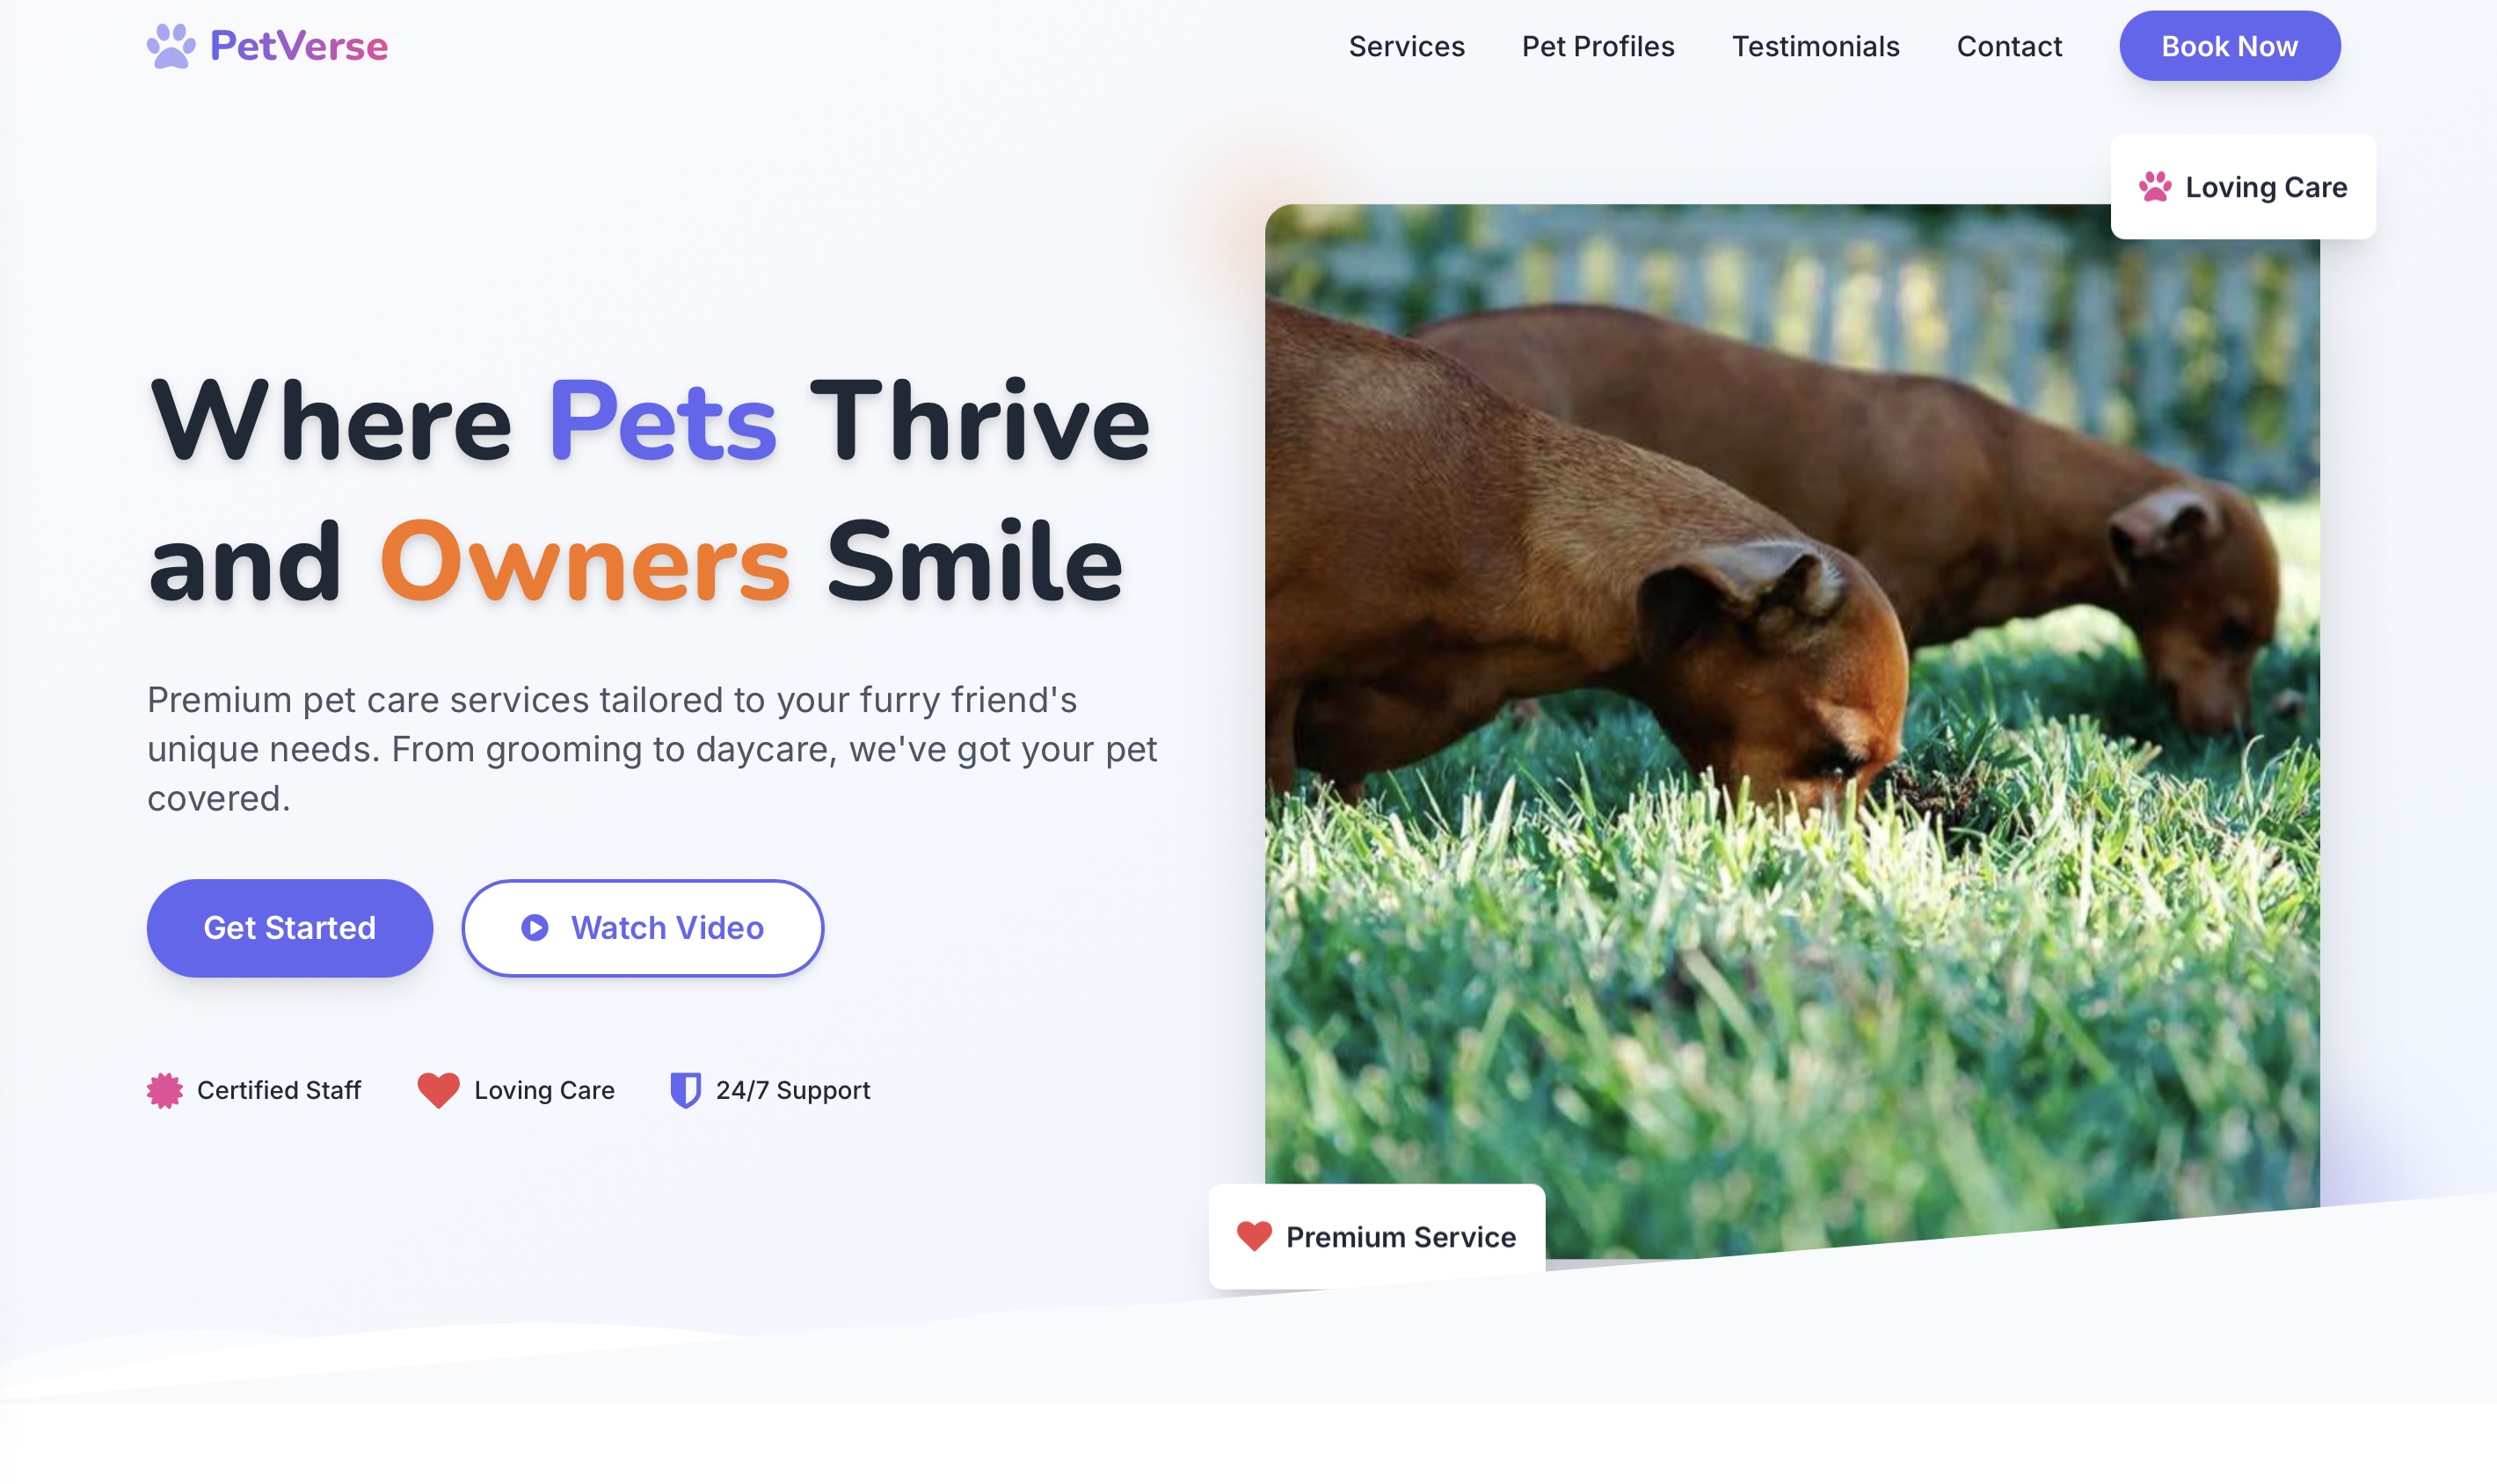 PetVerse
Services
Pet Profiles
Testimonials
Contact
Book Now
Loving Care
Where Pets Thrive
and Owners Smile
Premium pet care services tailored to your furry friend's
unique needs. From grooming to daycare, we've got your pet
covered.
Get Started
Watch Video
Certified Staff
Loving Care
24/7 Support
Premium Service